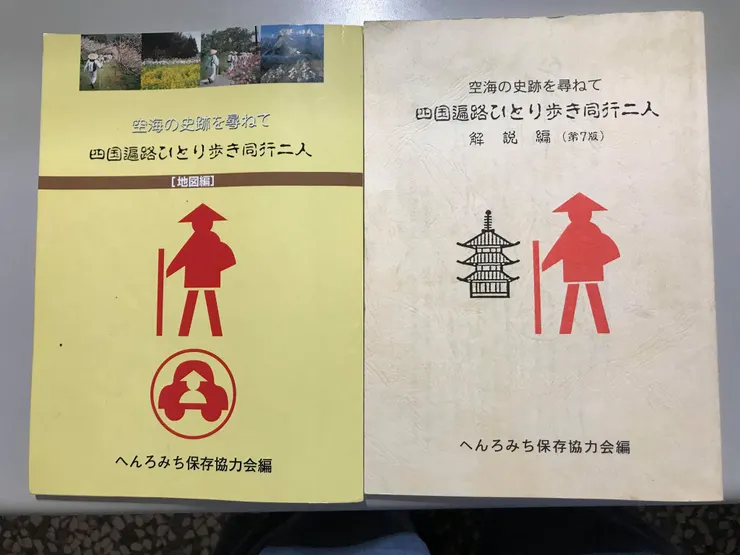 空海の史跡を尋ねて
四国遍路ひとり歩き同行二人
【地図編】
へんろみち保存協力会編
空海の史跡を尋ねて
四国遍路ひとり歩き同行二人
解説編(第7版)
へんろみち保存協力会編